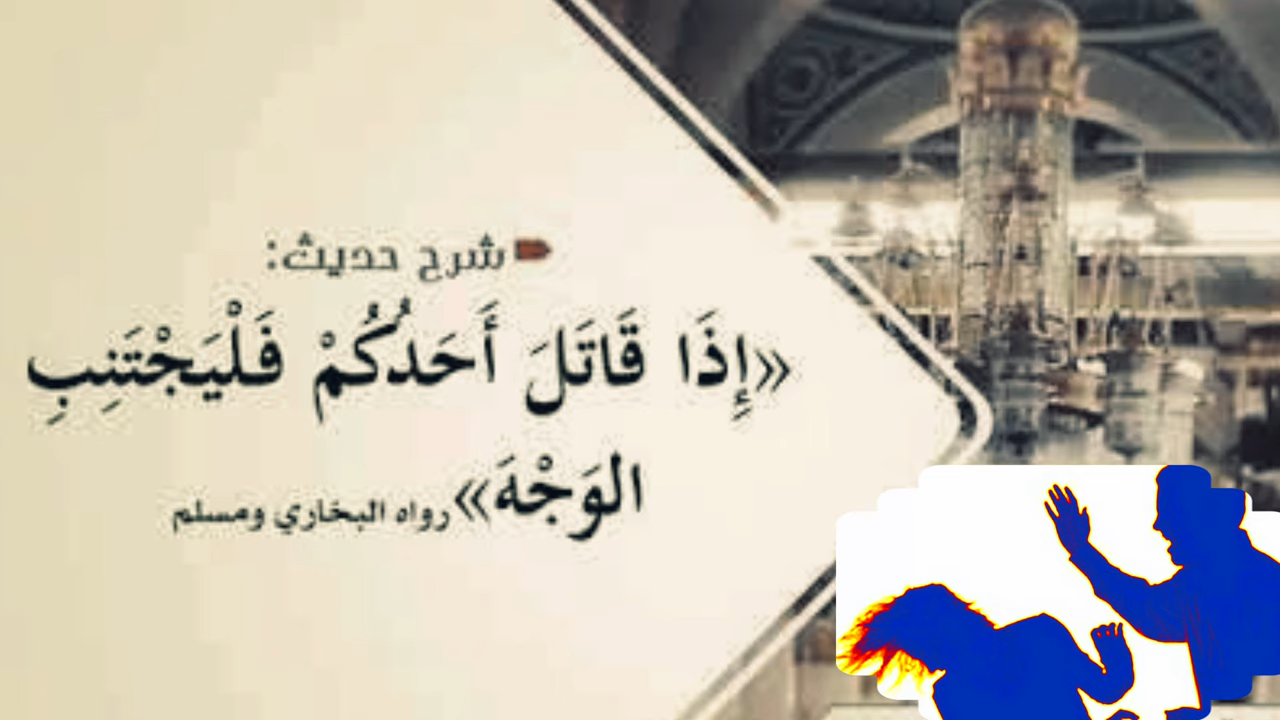 شرح حديث:
«إِذَا قَاتَلَ أَحَدُكُمْ فَلْيَجْتَنِبِ
الوَجْهَ» رواه البخاري ومسلم